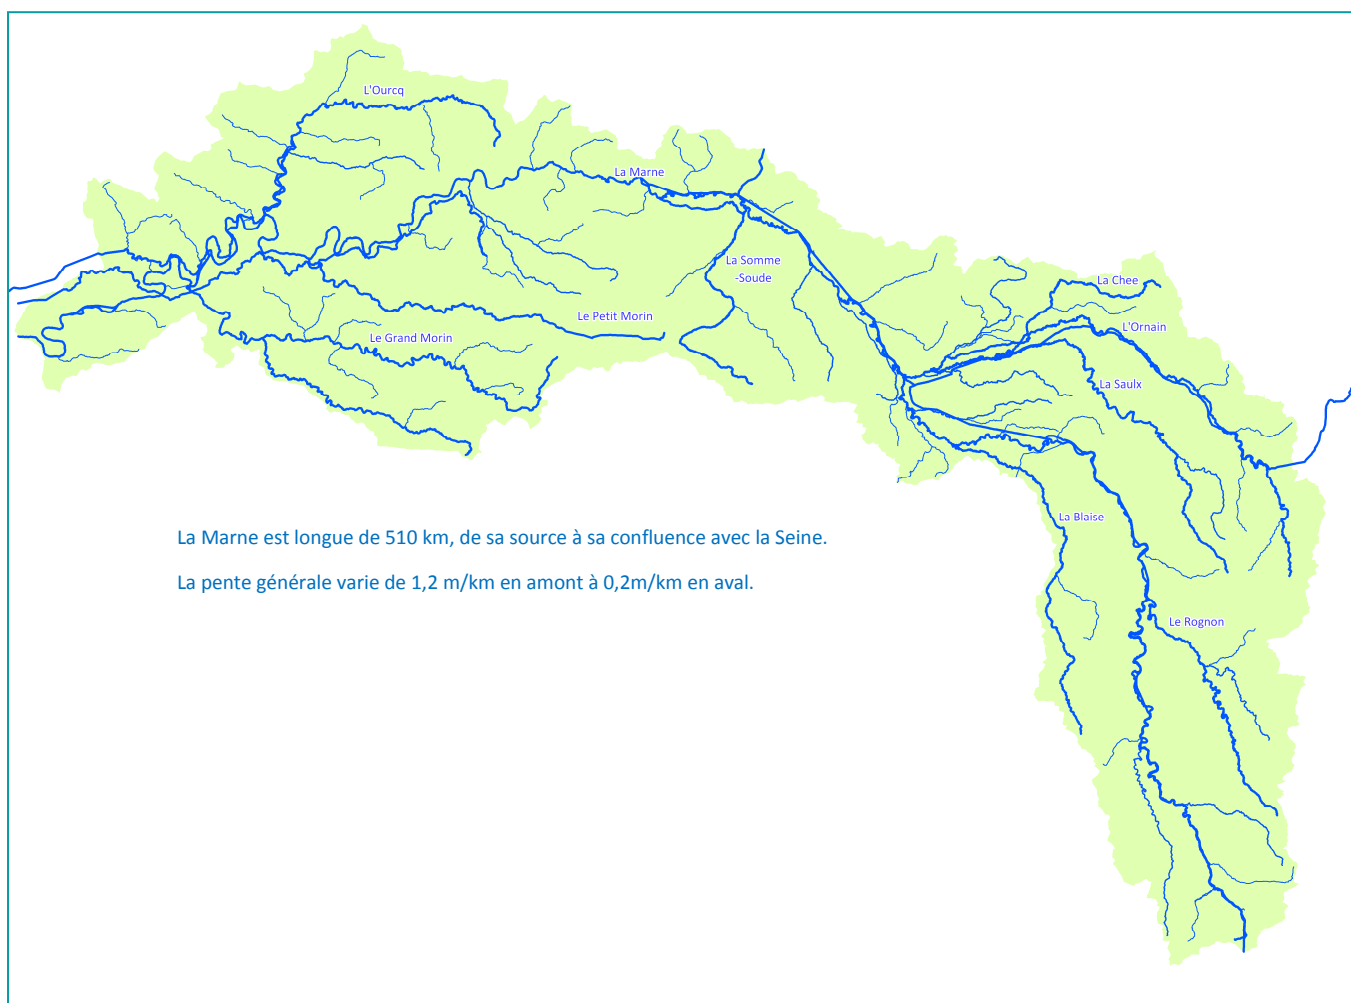 L'Ourcq
La Marne
La Somme
-Soude
La Chee
Le Petit Morin
L'Ornain
Le Grand Morin
La Saulx
La Blaise
La Marne est longue de 510 km, de sa source à sa confluence avec la Seine.
La pente générale varie de 1,2 m/km en amont à 0,2m/km en aval.
Le Rognon